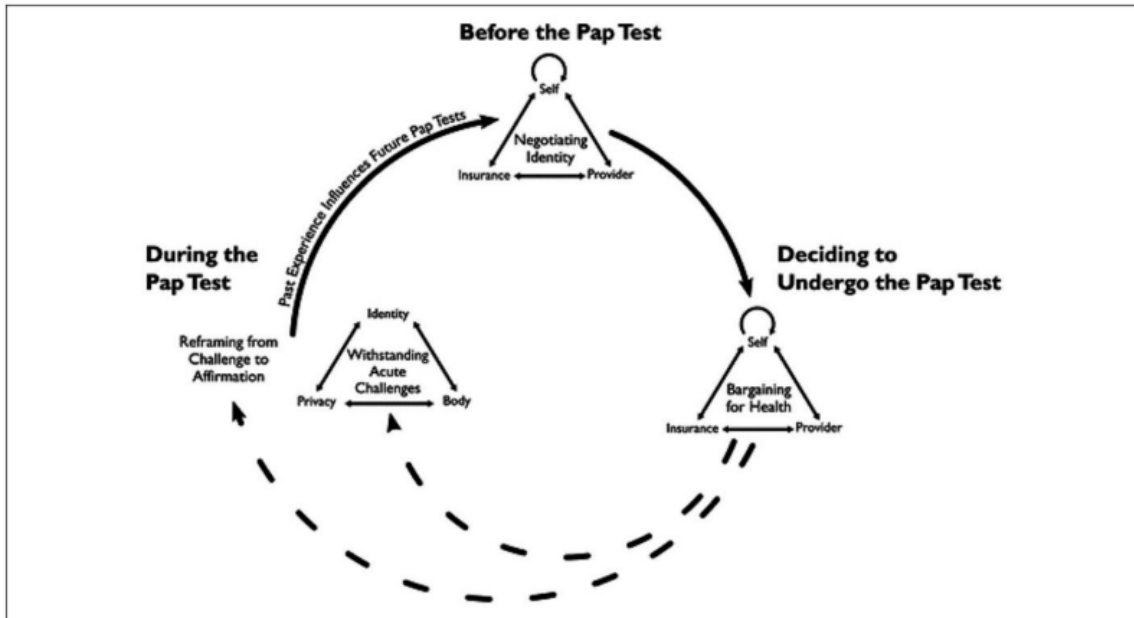 Before the Pap Test
Self
Negotiating
Identity
Insurance
Provider
Past Experience Influences Future Pap Tests
During the
Pap Test
Deciding to
Undergo the Pap Test
Reframing from
Challenge to
Affirmation
Identity
Withstanding
Acute
Challenges
Privacy
Body
Self
Bargaining
for Health
Insurance
Provider